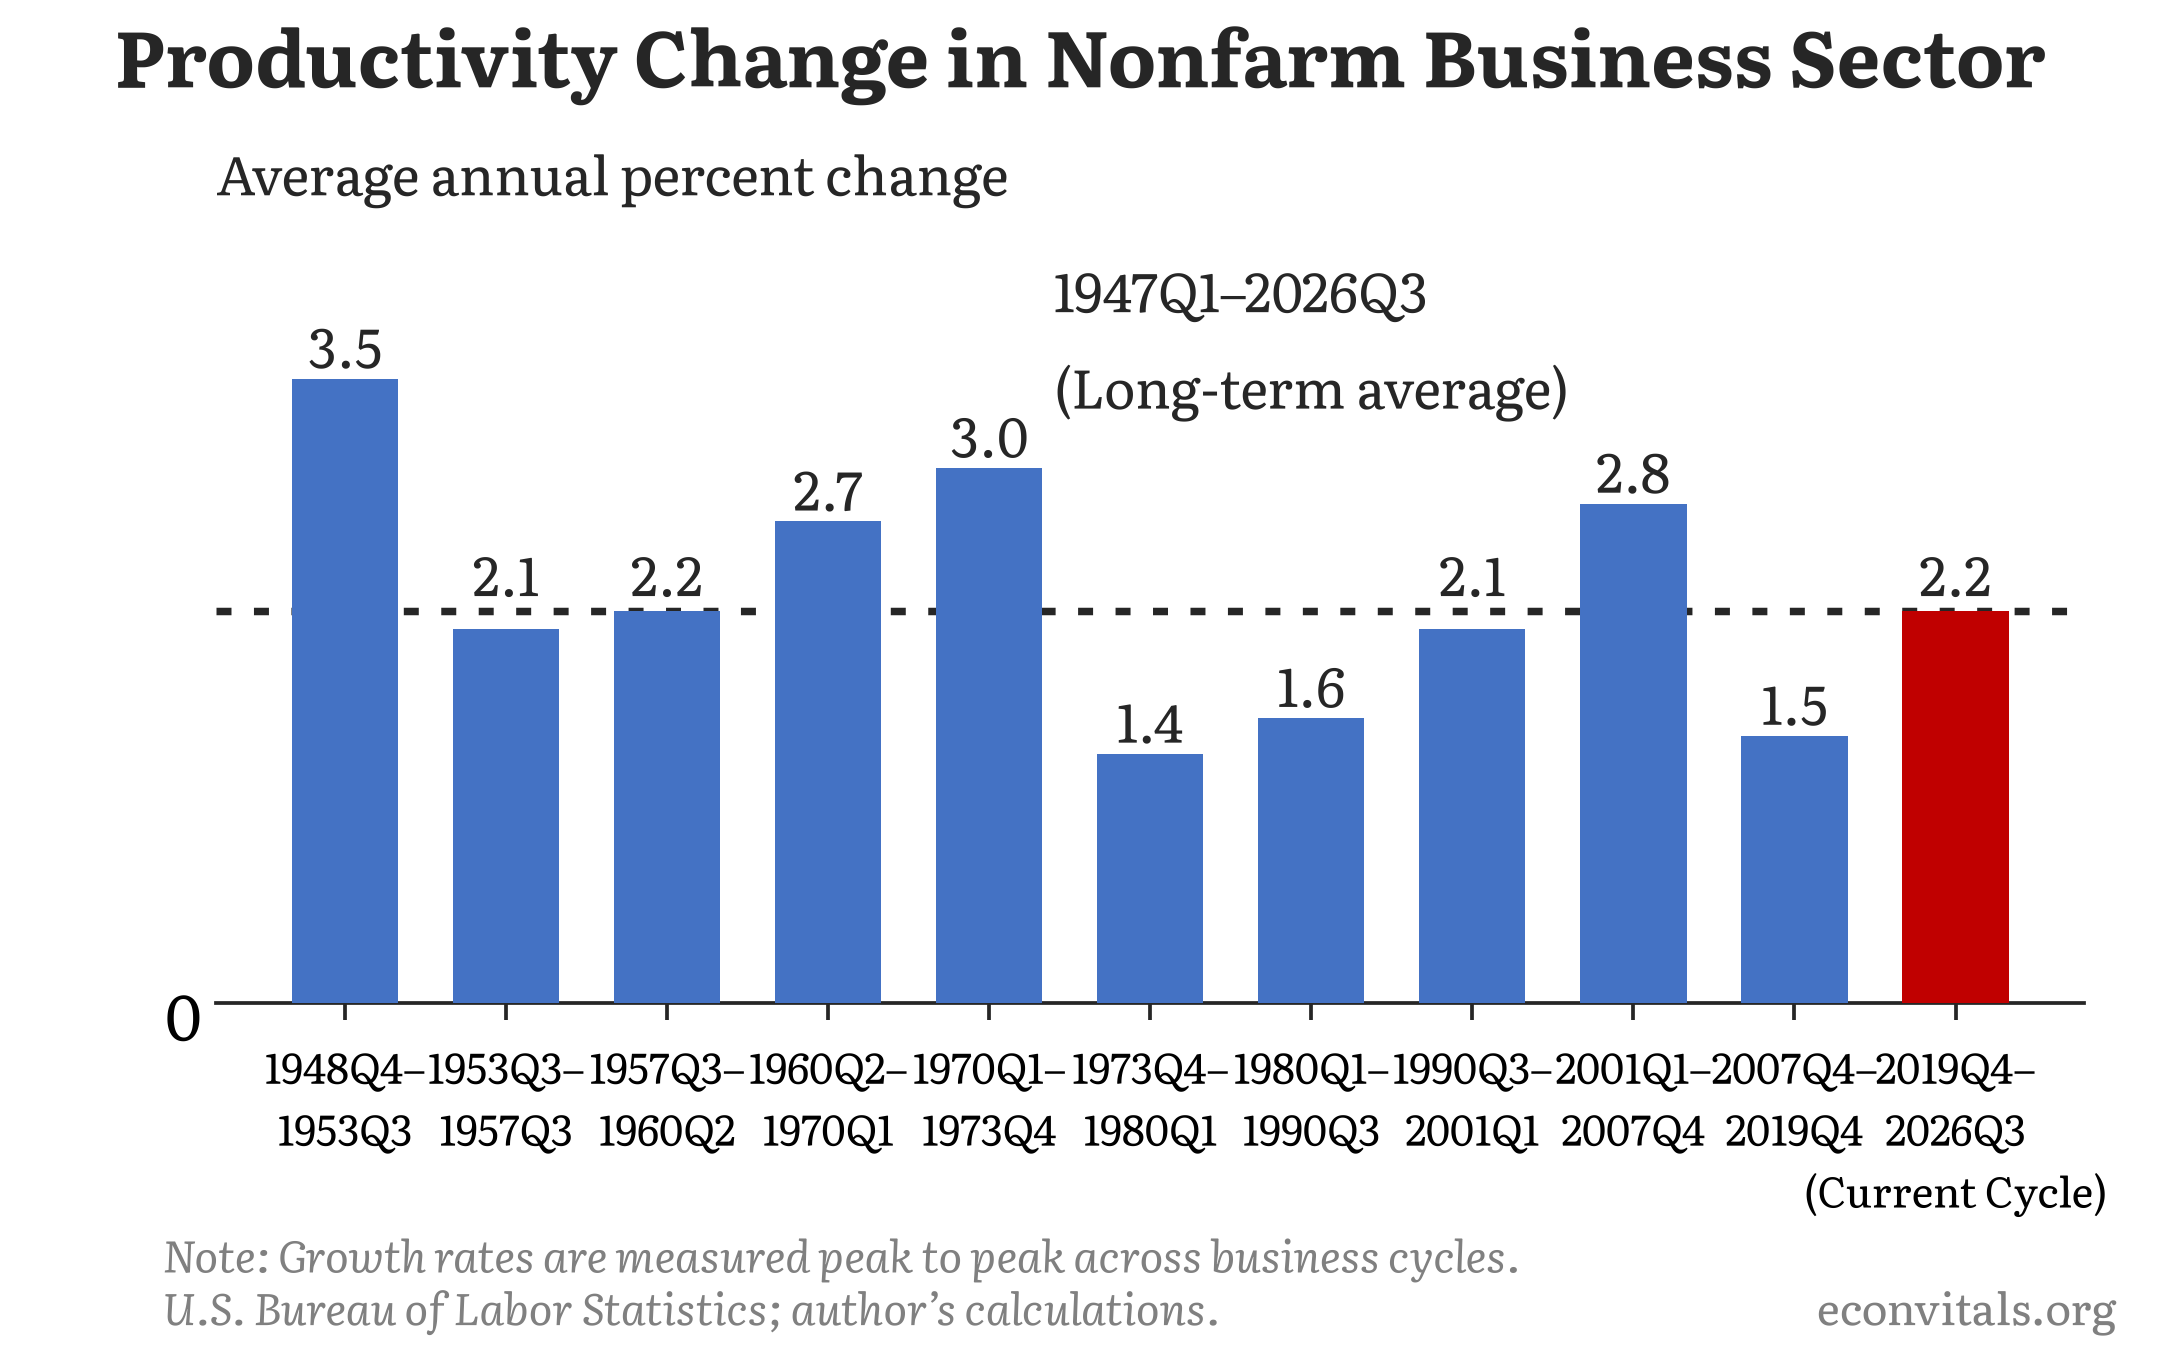 Productivity Change in Nonfarm Business Sector
Average annual percent change
1947Q1–2026Q3
(Long-term average)
3.5
2.1
2.2
2.7
3.0
1.4
1.6
2.1
2.8
1.5
2.2
0
1948Q4–1953Q3–1957Q3–1960Q2–1970Q1–1973Q4–1980Q1–1990Q3–2001Q1–2007Q4–2019Q4–
1953Q3 1957Q3 1960Q2 1970Q1 1973Q4 1980Q1 1990Q3 2001Q1 2007Q4 2019Q4 2026Q3
(Current Cycle)
Note: Growth rates are measured peak to peak across business cycles.
U.S. Bureau of Labor Statistics; author’s calculations.
econvitals.org